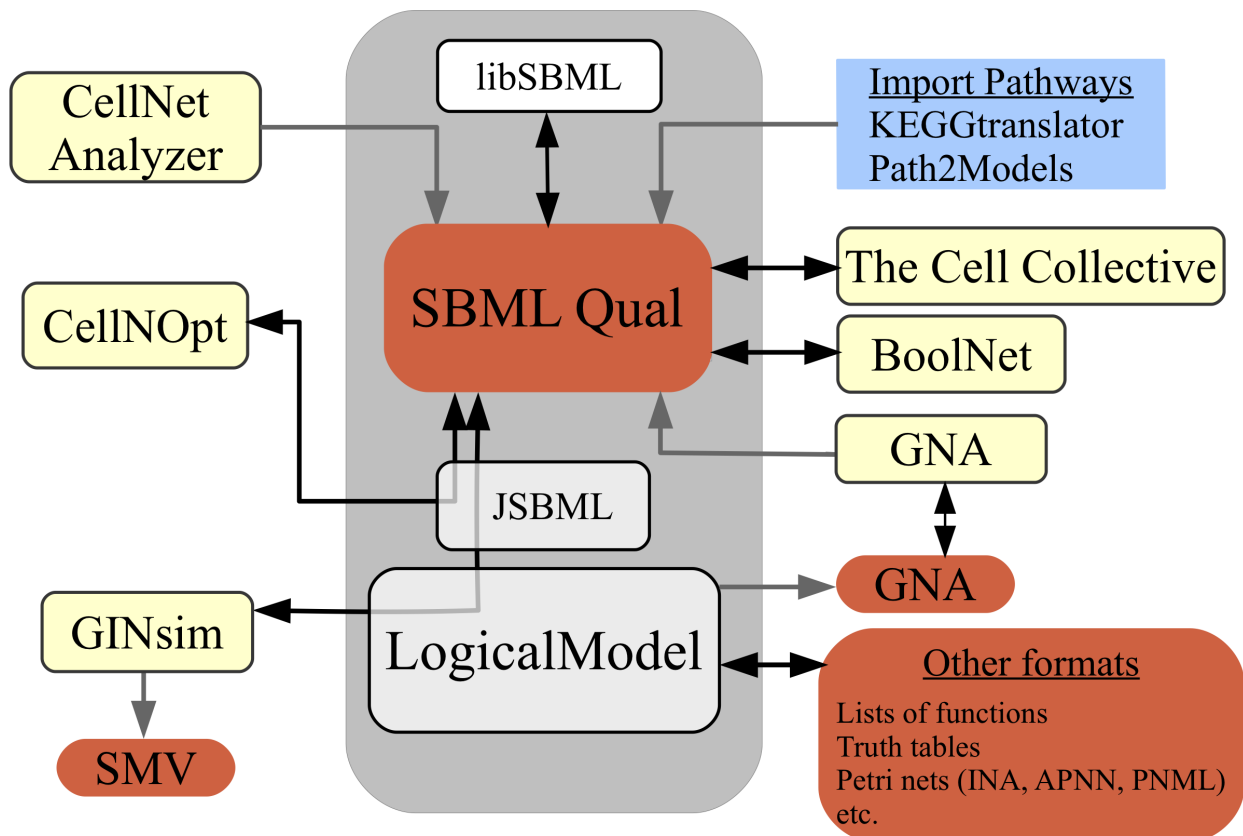 libSBML
CellNet
Analyzer
Import Pathways
KEGGtranslator
Path2Models
The Cell Collective
SBML Qual
CellNOpt
BoolNet
GNA
JSBML
GNA
GINsim
LogicalModel
Other formats
Lists of functions
Truth tables
Petri nets (INA, APNN, PNML)
etc.
SMV